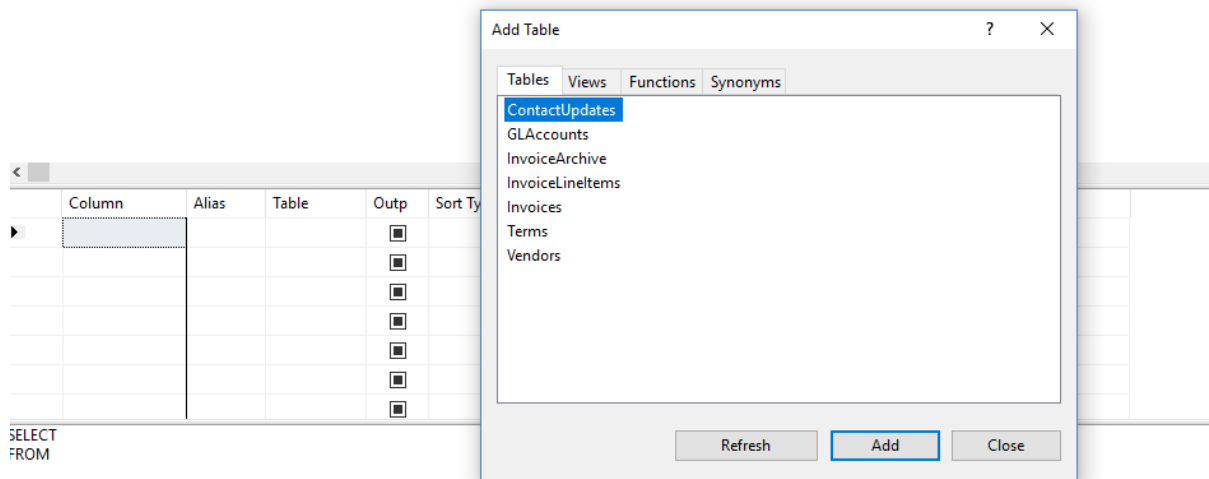 Add Table ? ×
Tables Views Functions Synonyms
ContactUpdates
GLAccounts
InvoiceArchive
InvoiceLineItems
Invoices
Terms
Vendors
Refresh Add Close
Column Alias Table Outp Sort Ty
SELECT
FROM